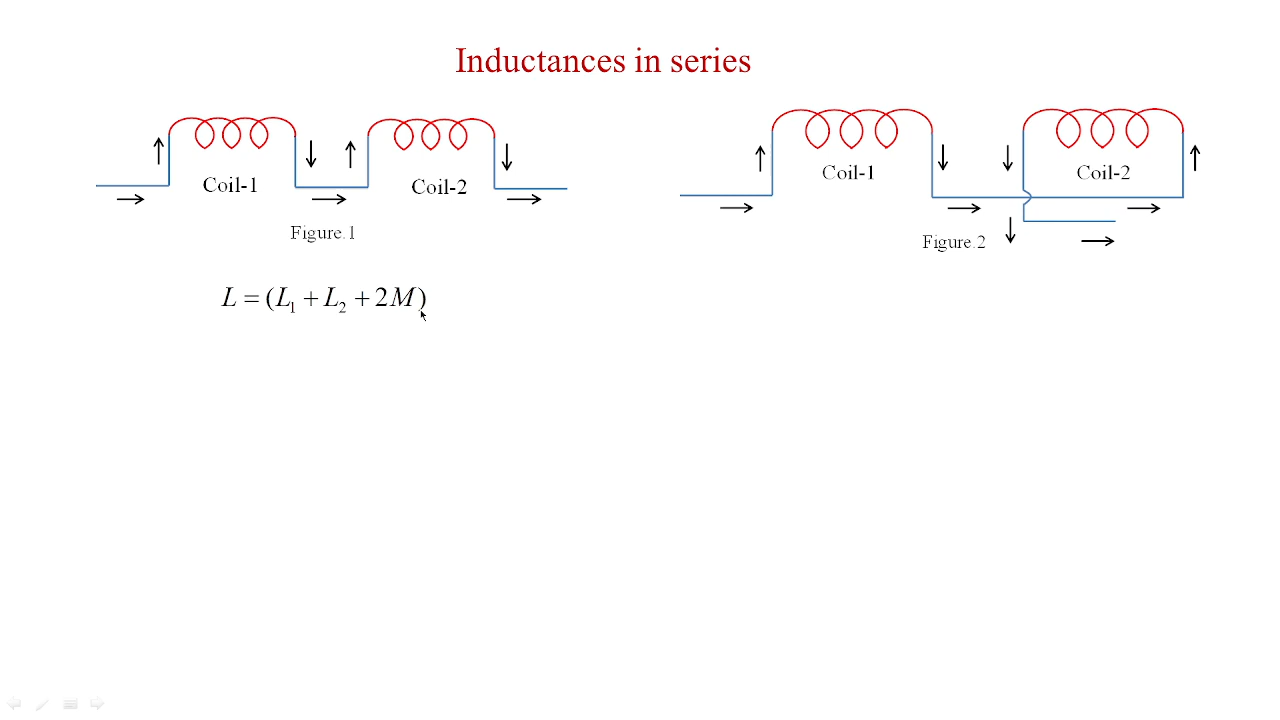 Inductances in series
Coil-1
Coil-2
Figure.1
Coil-1
Coil-2
Figure.2
L = (L₁ + L₂ + 2M)